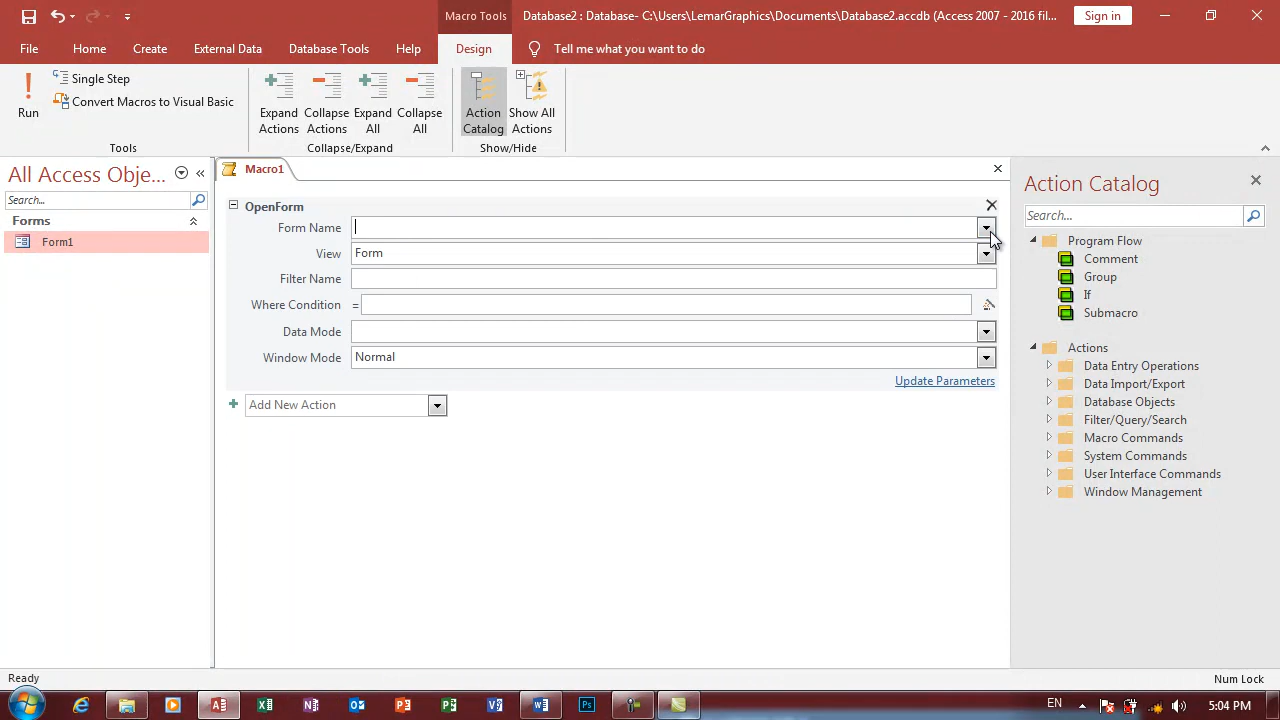 Macro Tools
Database2 : Database- C:\Users\LemarGraphics\Documents\Database2.accdb (Access 2007 - 2016 fil...
Sign in
File
Home
Create
External Data
Database Tools
Help
Design
Tell me what you want to do
Run
Single Step
Convert Macros to Visual Basic
Tools
Expand Actions
Collapse Actions
Expand All
Collapse All
Collapse/Expand
Action Catalog
Show All Actions
Show/Hide
All Access Obje...
Search...
Forms
Form1
Macro1
OpenForm
Form Name
View Form
Filter Name
Where Condition =
Data Mode
Window Mode Normal
Update Parameters
Add New Action
Action Catalog
Search...
Program Flow
Comment
Group
If
Submacro
Actions
Data Entry Operations
Data Import/Export
Database Objects
Filter/Query/Search
Macro Commands
System Commands
User Interface Commands
Window Management
Ready
Num Lock
EN
5:04 PM